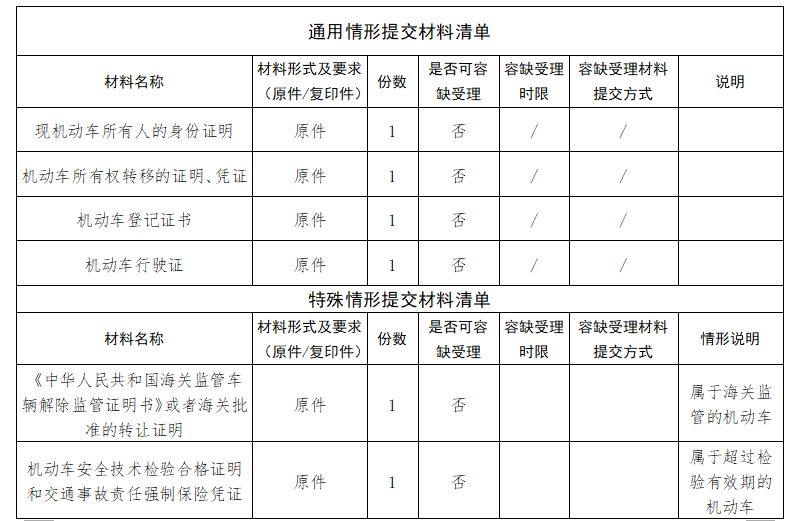 通用情形提交材料清单
材料名称 材料形式及要求（原件/复印件） 份数 是否可容缺受理 容缺受理时限 容缺受理材料提交方式 说明
现机动车所有人的身份证明 原件 1 否 / /
机动车所有权转移的证明、凭证 原件 1 否 / /
机动车登记证书 原件 1 否 / /
机动车行驶证 原件 1 否 / /
特殊情形提交材料清单
材料名称 材料形式及要求（原件/复印件） 份数 是否可容缺受理 容缺受理时限 容缺受理材料提交方式 情形说明
《中华人民共和国海关监管车辆解除监管证明书》或者海关批准的转让证明 原件 1 否 属于海关监管的机动车
机动车安全技术检验合格证明和交通事故责任强制保险凭证 原件 1 否 属于超过检验有效期的机动车